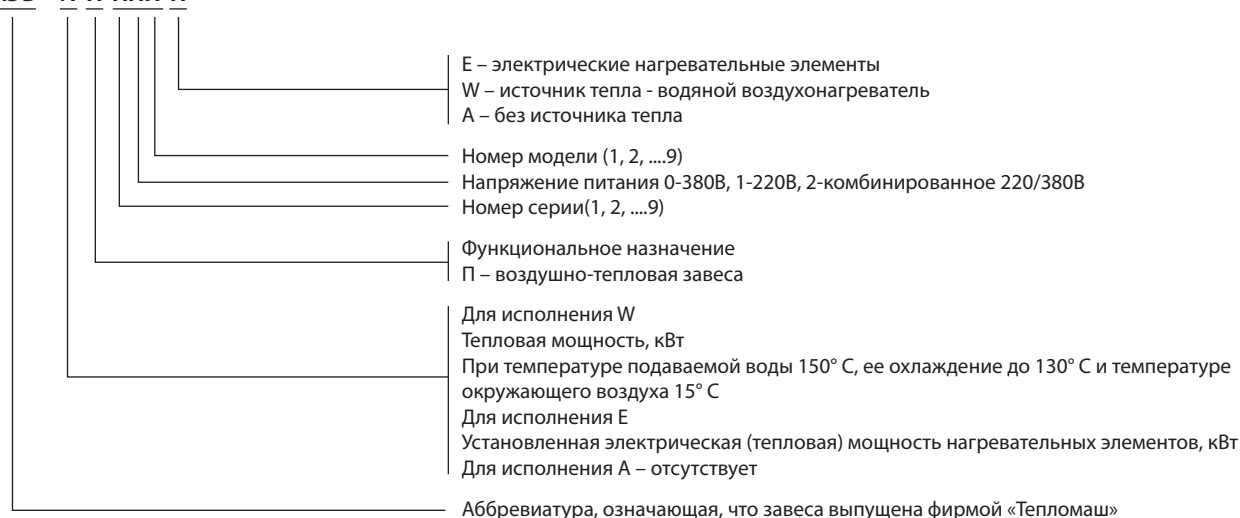 Е – электрические нагревательные элементы
W – источник тепла - водяной воздухонагреватель
А – без источника тепла
Номер модели (1, 2, ....9)
Напряжение питания 0-380В, 1-220В, 2-комбинированное 220/380В
Номер серии(1, 2, ....9)
Функциональное назначение
П – воздушно-тепловая завеса
Для исполнения W
Тепловая мощность, кВт
При температуре подаваемой воды 150° С, ее охлаждение до 130° С и температуре
окружающего воздуха 15° С
Для исполнения Е
Установленная электрическая (тепловая) мощность нагревательных элементов, кВт
Для исполнения А – отсутствует
Аббревиатура, означающая, что завеса выпущена фирмой «Тепломаш»